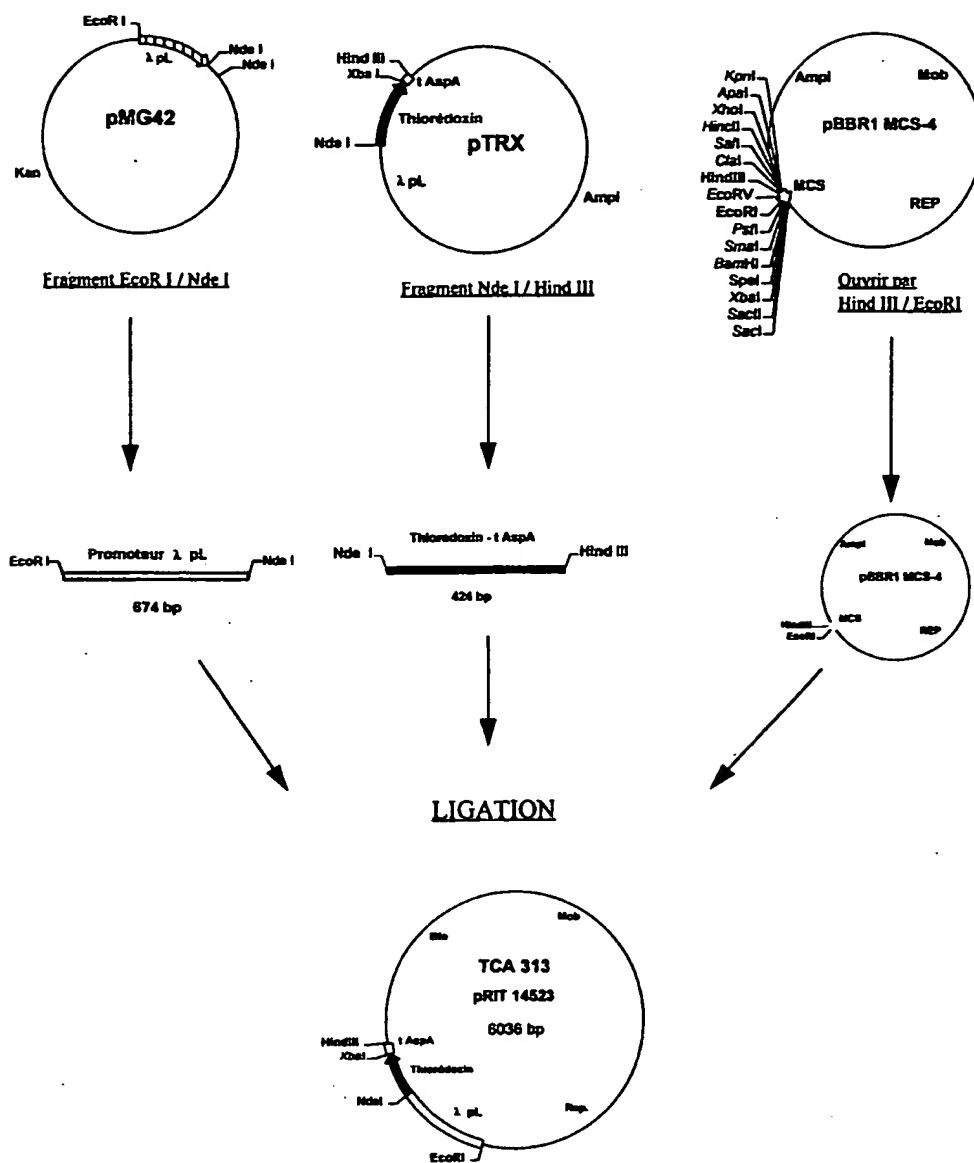 EcoR I
Nde I
Nde I
λ pL
pMG42
Kan
Fragment EcoR I / Nde I
Hind III
Xba I
t AspA
Thiorédoxin
Nde I
pTRX
λ pL
Ampi
Fragment Nde I / Hind III
KpnI
ApaI
XhoI
HincII
SalI
ClaI
HindIII
EcoRV
EcoRI
PstI
SmaI
BamHI
SpeI
XbaI
SacII
SacI
Ampi
Mob
pBBR1 MCS-4
MCS
REP
Ouvrir par
Hind III / EcoRI
EcoR I
Promoteur λ pL
Nde I
674 bp
Thioredoxin - t AspA
Nde I
Hind III
424 bp
Ampi
Mob
pBBR1 MCS-4
HindIII
EcoRI
MCS
REP
LIGATION
Mob
TCA 313
pRIT 14523
6036 bp
HindIII
t AspA
XbaI
Thiorédoxin
NdeI
λ pL
Rep.
EcoRI